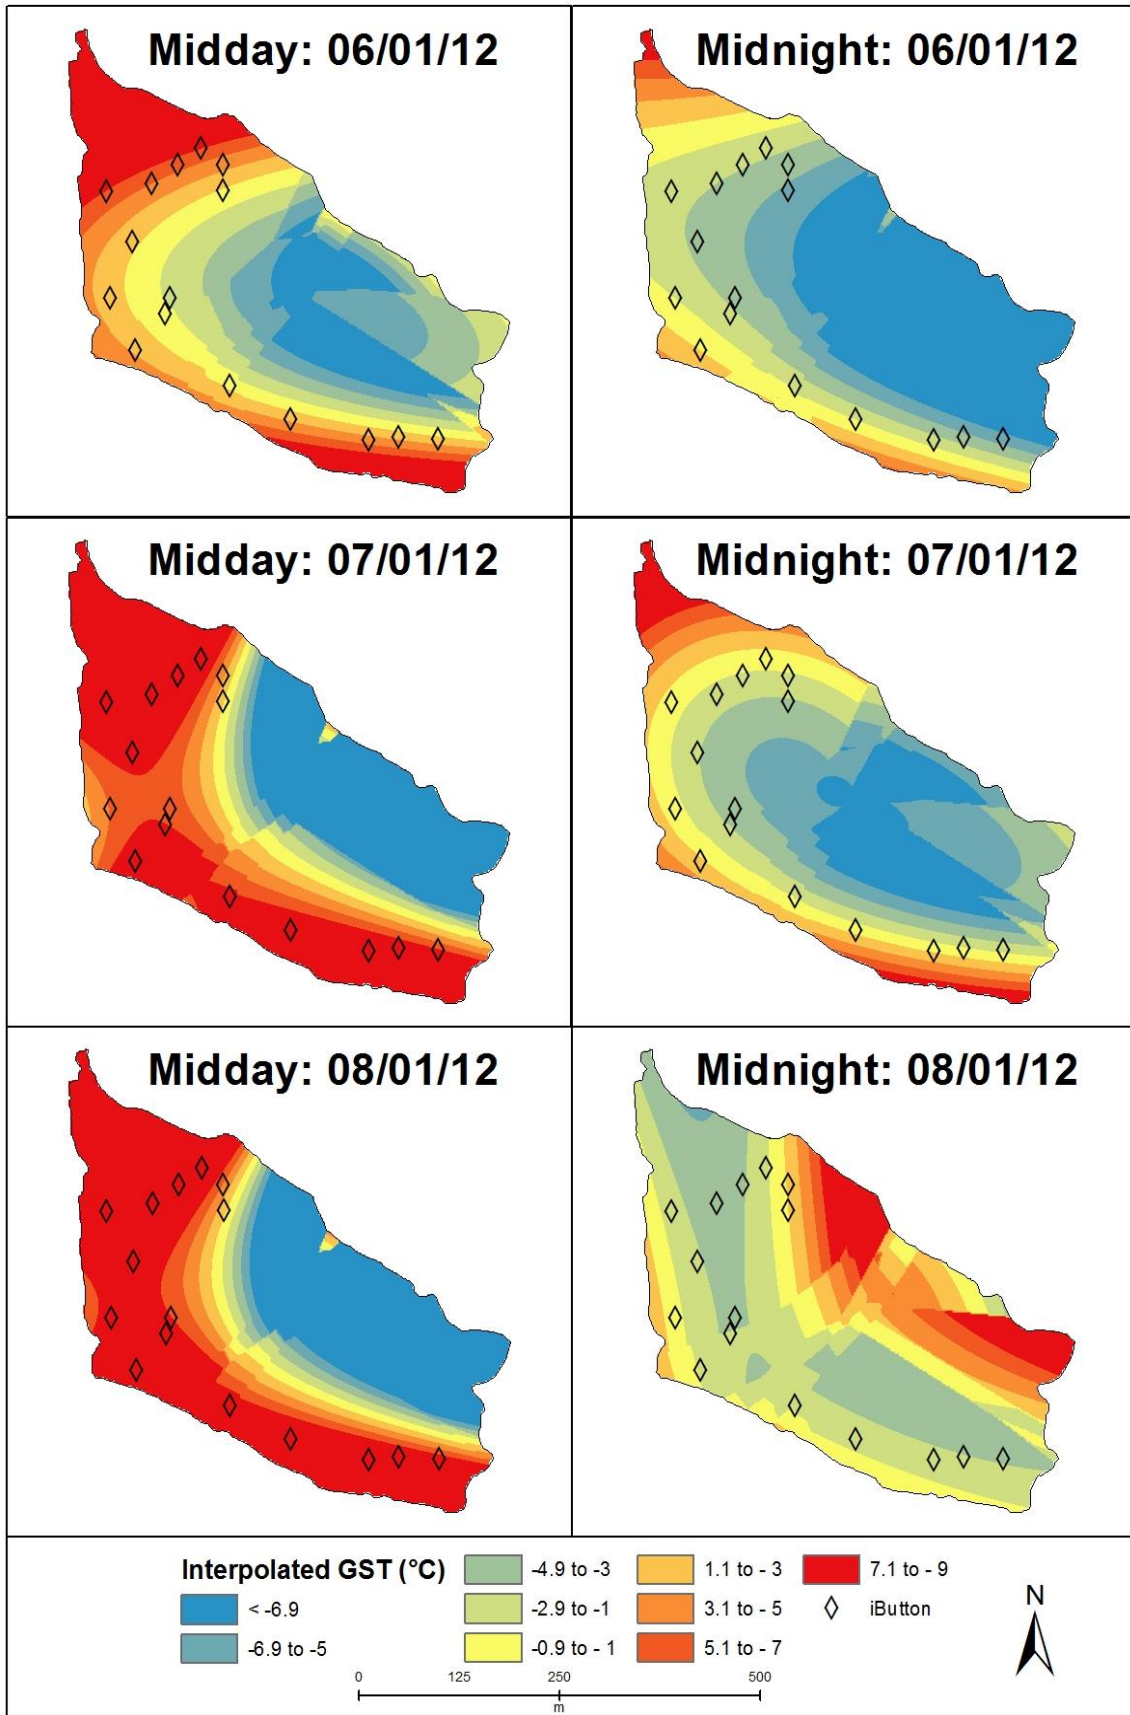 Midday: 06/01/12
Midnight: 06/01/12
Midday: 07/01/12
Midnight: 07/01/12
Midday: 08/01/12
Midnight: 08/01/12
Interpolated GST (°C)
< -6.9
-6.9 to -5
-4.9 to -3
-2.9 to -1
-0.9 to - 1
1.1 to - 3
3.1 to - 5
5.1 to - 7
7.1 to - 9
iButton
N
0 125 250 500
m